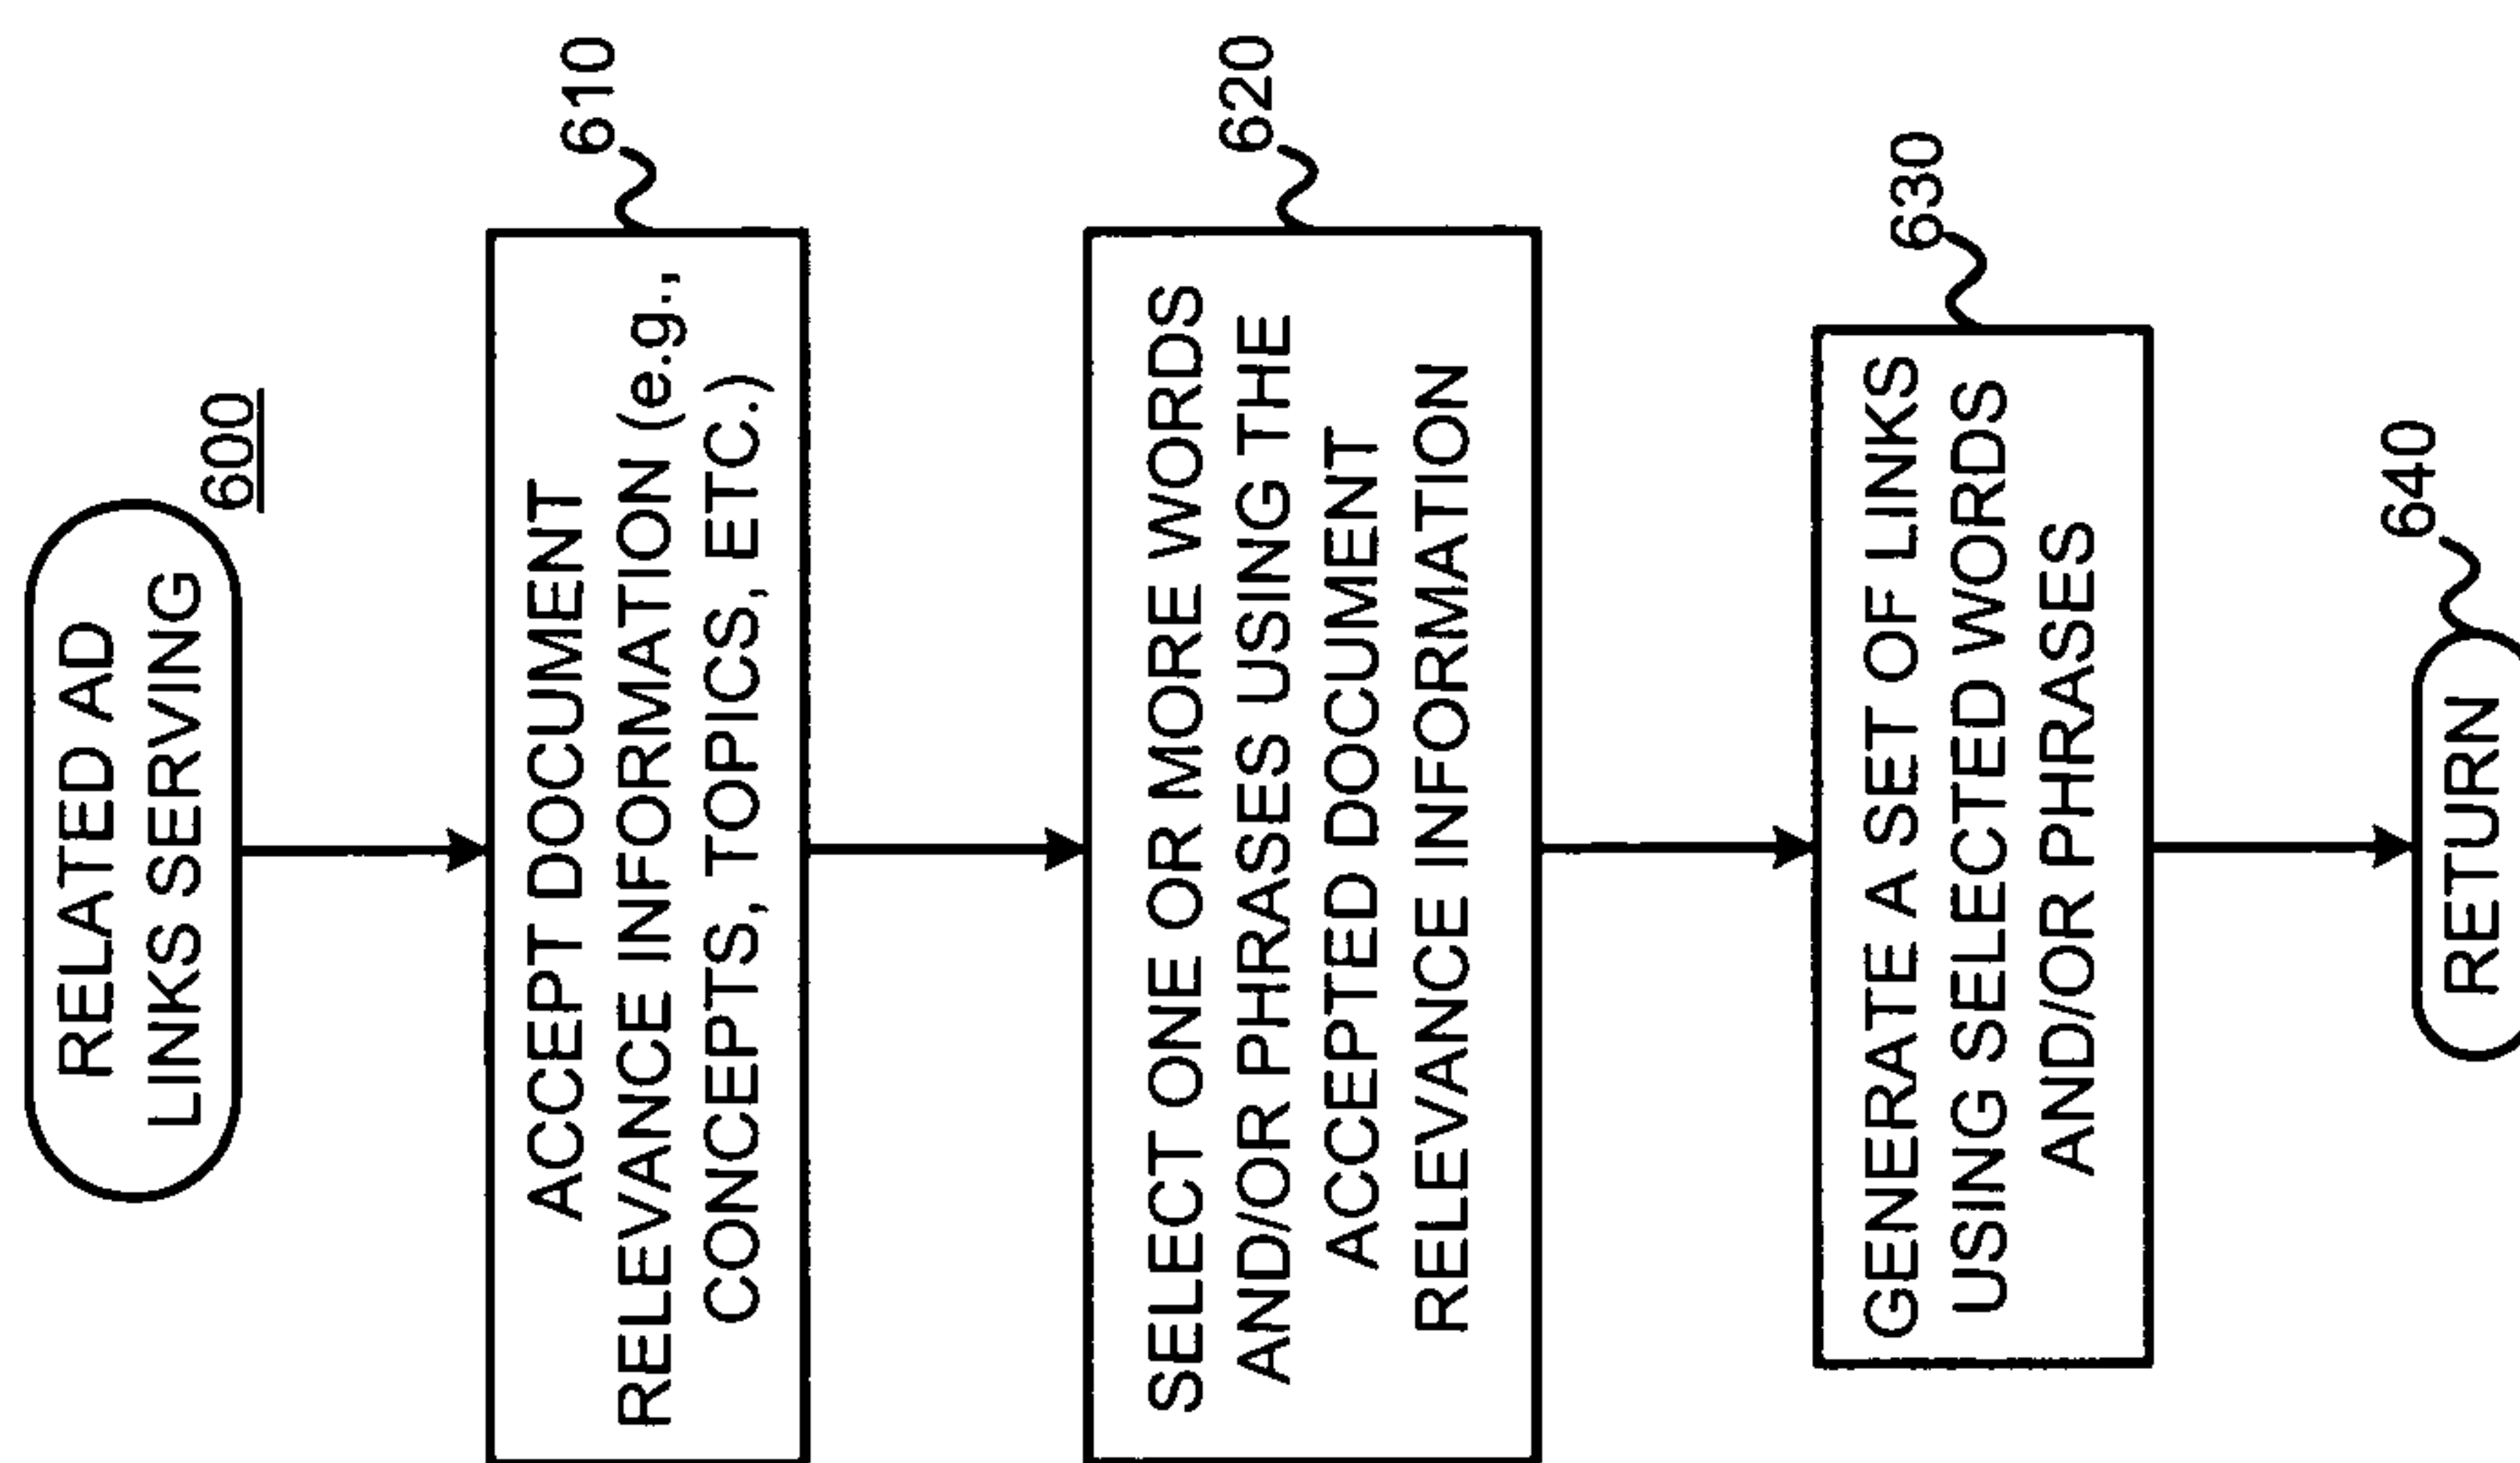 RELATED AD
LINKS SERVING
600
610
ACCEPT DOCUMENT
RELEVANCE INFORMATION (e.g.,
CONCEPTS, TOPICS, ETC.)
620
SELECT ONE OR MORE WORDS
AND/OR PHRASES USING THE
ACCEPTED DOCUMENT
RELEVANCE INFORMATION
630
GENERATE A SET OF LINKS
USING SELECTED WORDS
AND/OR PHRASES
640
RETURN